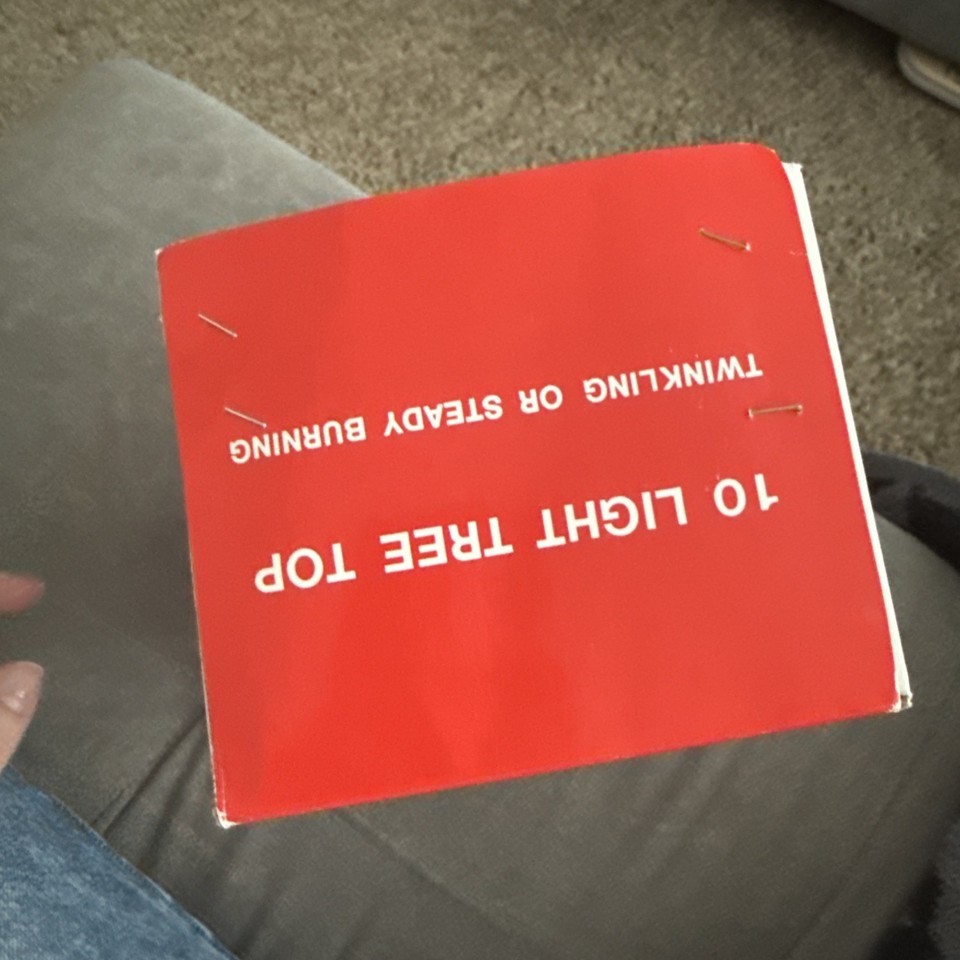 10 LIGHT TREE TOP
TWINKLING OR STEADY BURNING